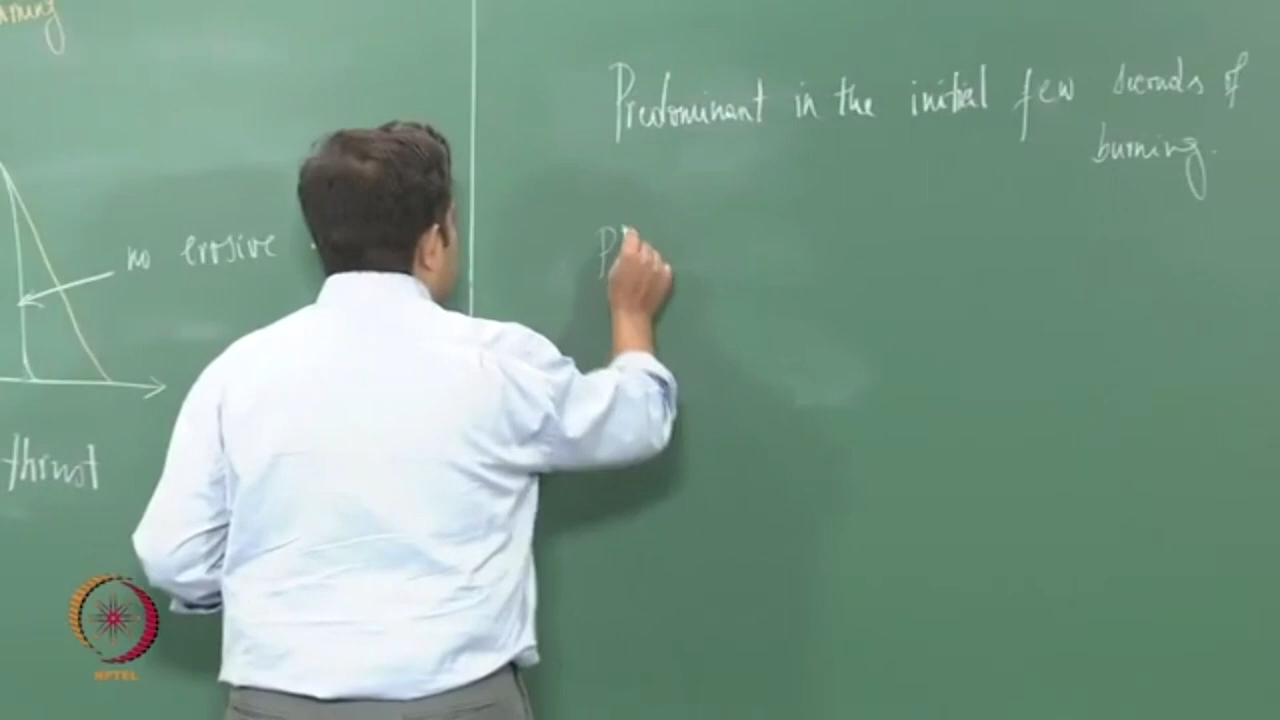 no erosive
thrust
Predominant in the initial few seconds of
burning.
P
NPTEL